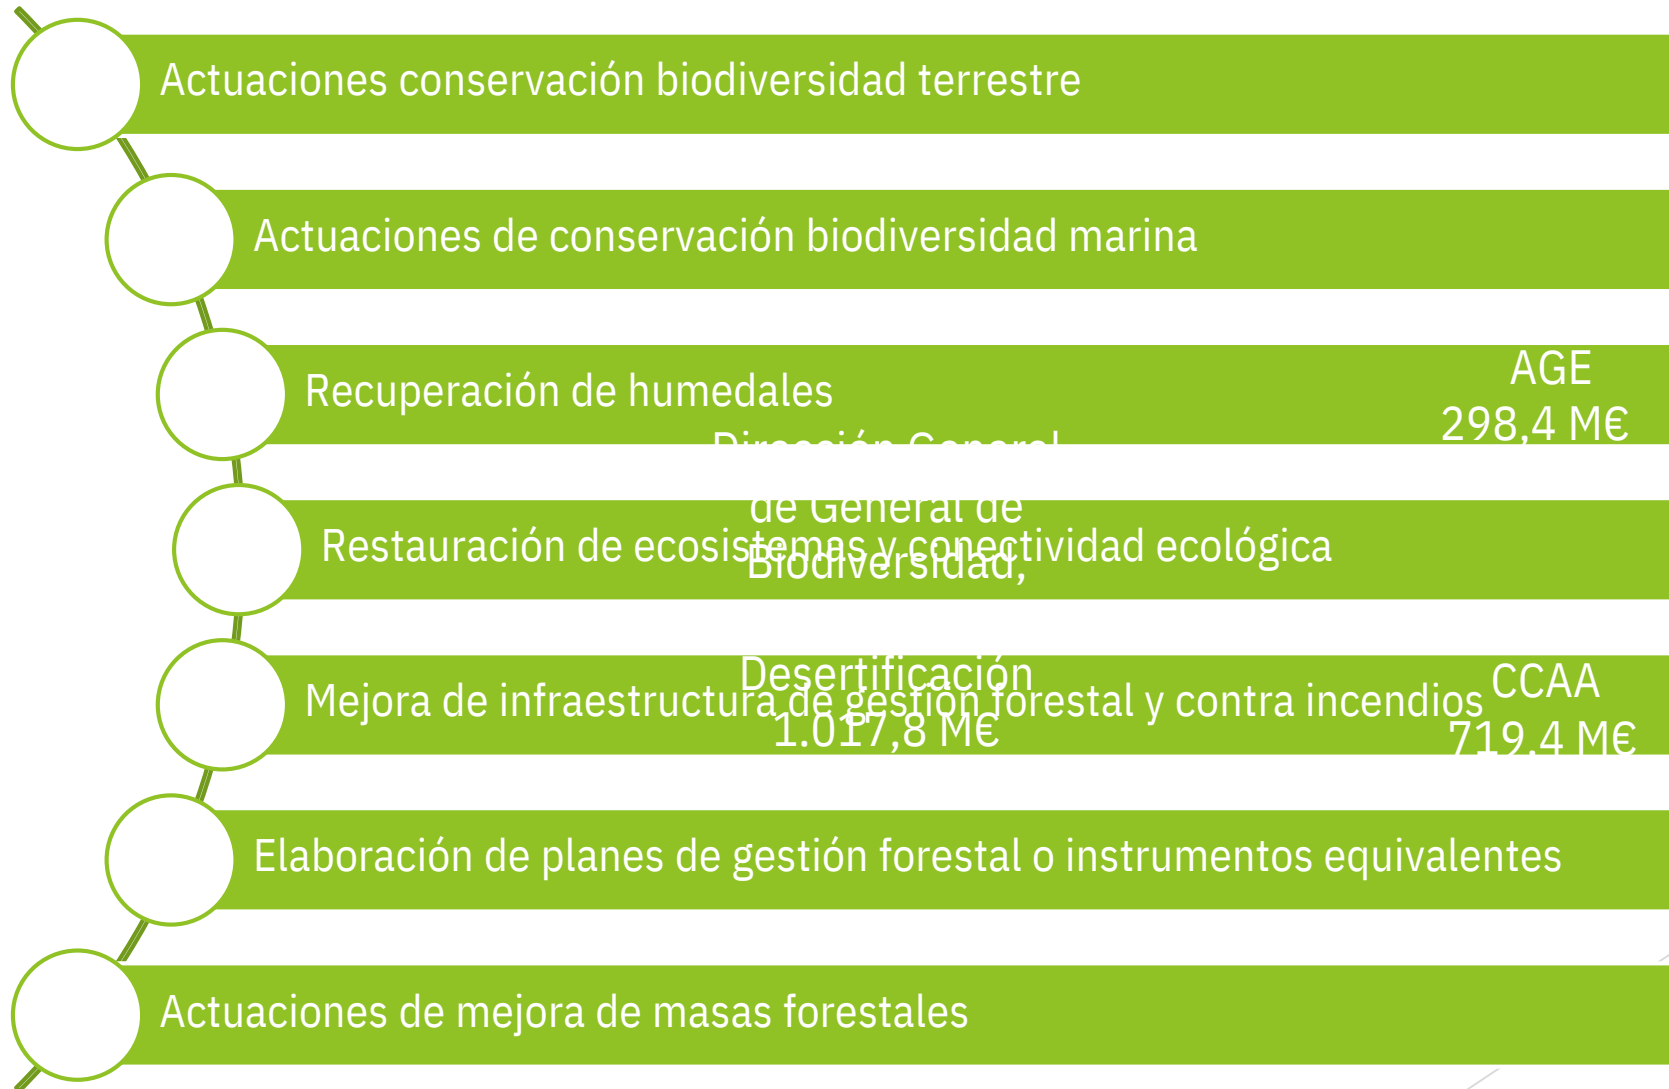 Actuaciones conservación biodiversidad terrestre
Actuaciones de conservación biodiversidad marina
Recuperación de humedales
AGE
298,4 M€
Dirección General
de General de
Biodiversidad,
Restauración de ecosistemas y conectividad ecológica
Desertificación
1.017,8 M€
Mejora de infraestructura de gestión forestal y contra incendios
CCAA
719,4 M€
Elaboración de planes de gestión forestal o instrumentos equivalentes
Actuaciones de mejora de masas forestales